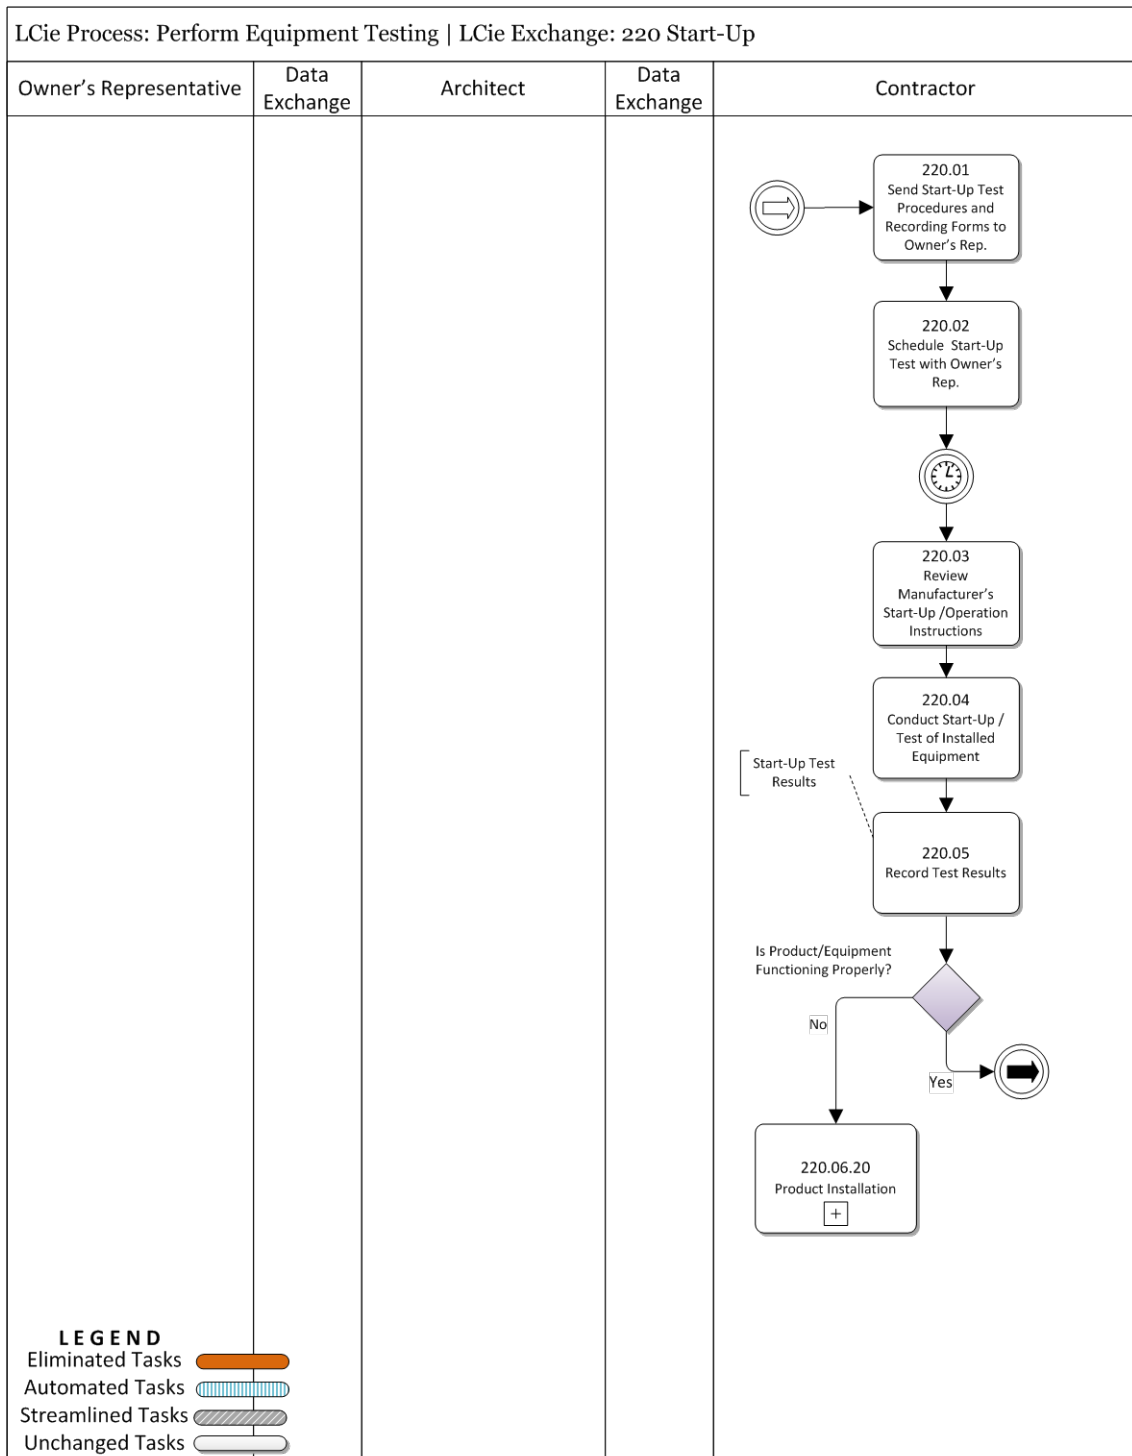 LCie Process: Perform Equipment Testing | LCie Exchange: 220 Start-Up
Owner's Representative
Data
Exchange
Architect
Data
Exchange
Contractor
220.01
Send Start-Up Test
Procedures and
Recording Forms to
Owner's Rep.
220.02
Schedule Start-Up
Test with Owner's
Rep.
220.03
Review
Manufacturer's
Start-Up /Operation
Instructions
220.04
Conduct Start-Up /
Test of Installed
Equipment
Start-Up Test
Results
220.05
Record Test Results
Is Product/Equipment
Functioning Properly?
No
Yes
220.06.20
Product Installation
+
LEGEND
Eliminated Tasks
Automated Tasks
Streamlined Tasks
Unchanged Tasks